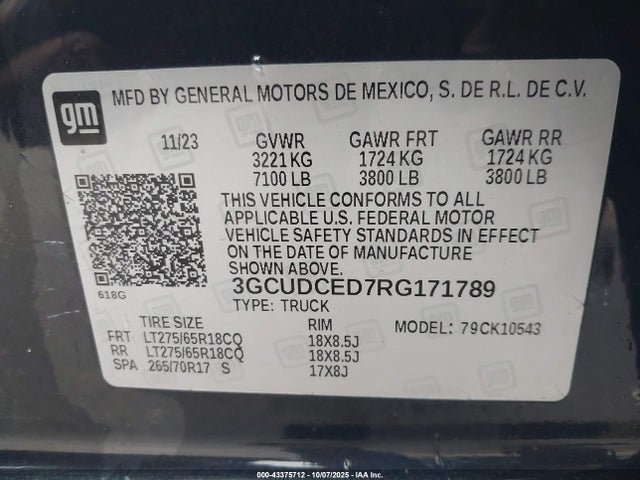 gm
MFD BY GENERAL MOTORS DE MEXICO, S. DE R.L. DE C.V.
11/23 GVWR GAWR FRT GAWR RR
3221 KG 1724 KG 1724 KG
7100 LB 3800 LB 3800 LB
THIS VEHICLE CONFORMS TO ALL
APPLICABLE U.S. FEDERAL MOTOR
VEHICLE SAFETY STANDARDS IN EFFECT
ON THE DATE OF MANUFACTURE
SHOWN ABOVE.
618G 3GCUDCED7RG171789
TYPE: TRUCK
TIRE SIZE RIM MODEL: 79CK10543
FRT LT275/65R18CQ 18X8.5J
RR LT275/65R18CQ 18X8.5J
SPA 265/70R17 S 17X8J
000-43375712 - 10/07/2025 - IAA Inc.